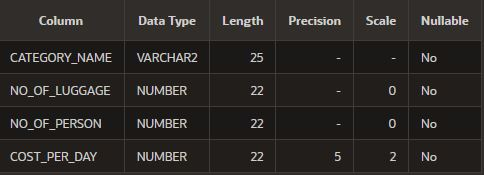 Column Data Type Length Precision Scale Nullable
CATEGORY_NAME VARCHAR2 25 - - No
NO_OF_LUGGAGE NUMBER 22 - 0 No
NO_OF_PERSON NUMBER 22 - 0 No
COST_PER_DAY NUMBER 22 5 2 No